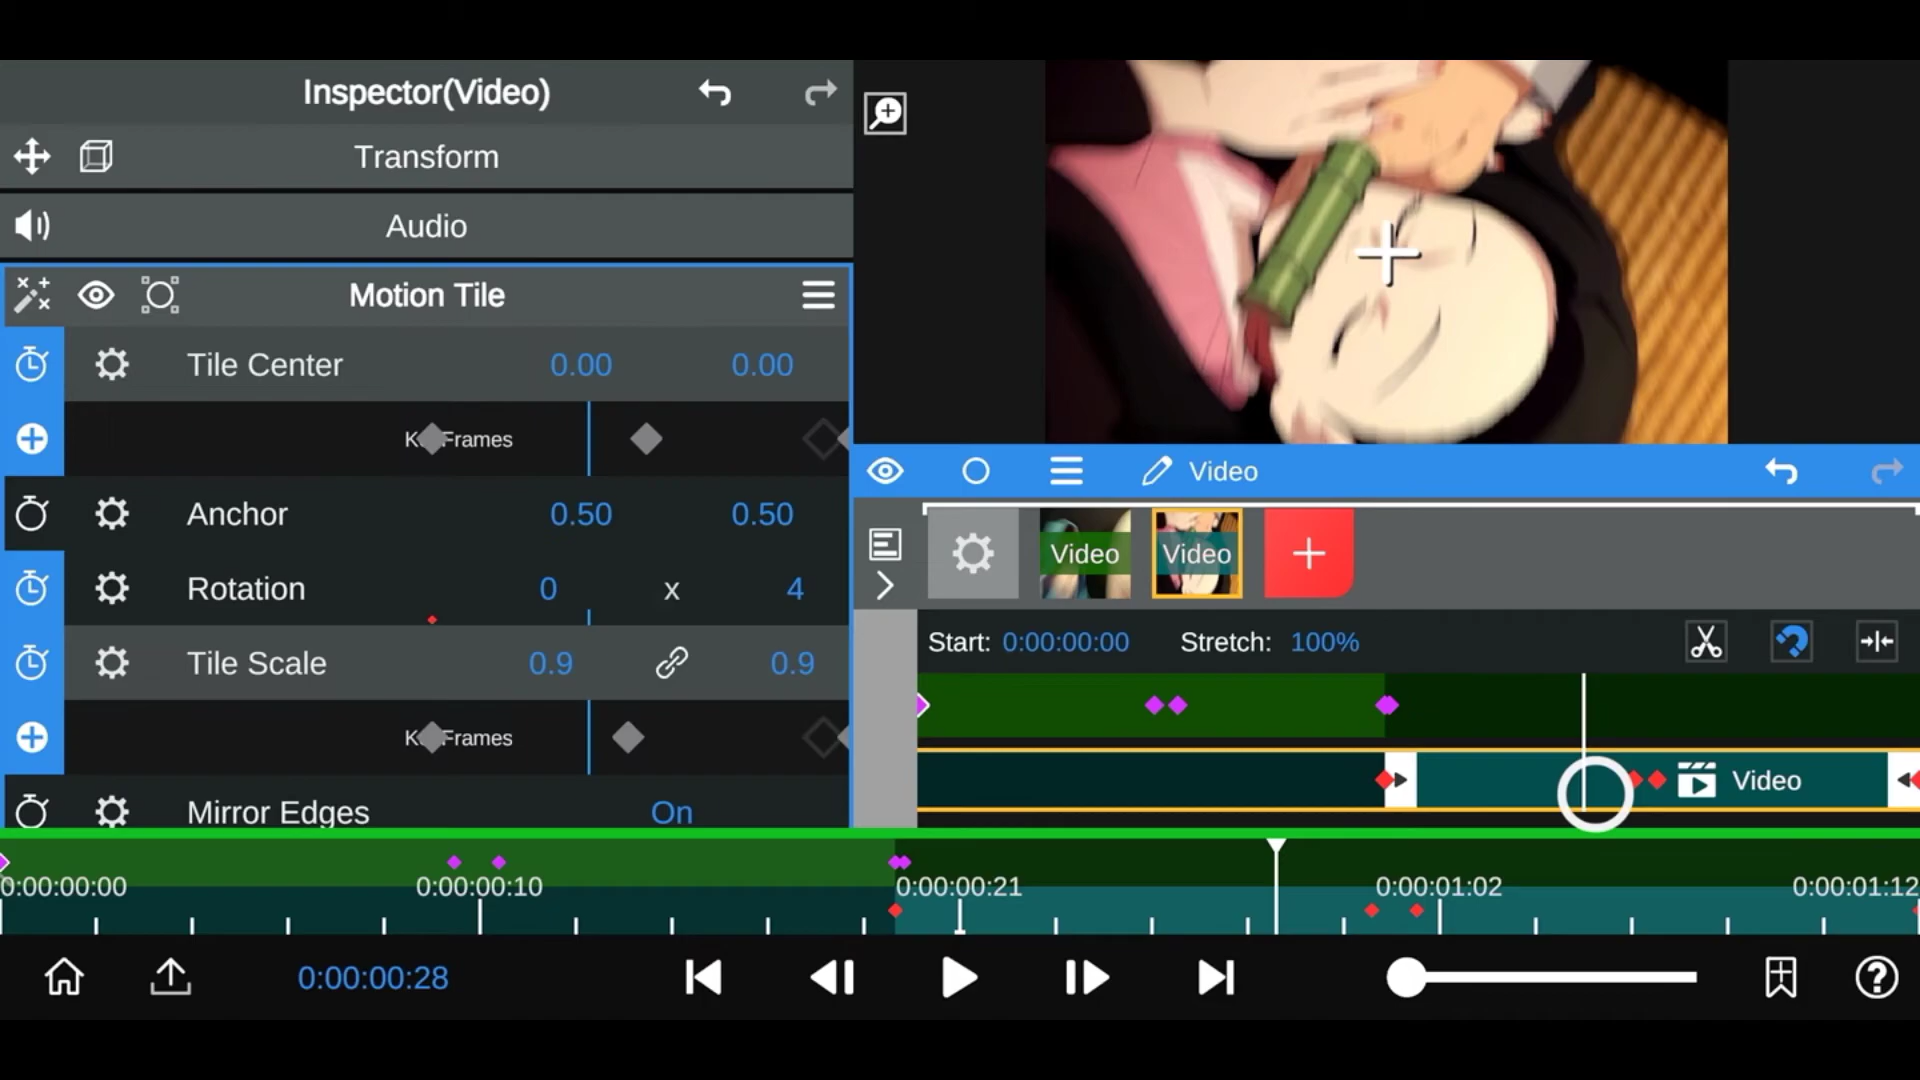 Inspector(Video)
Transform
Audio
Motion Tile
Tile Center 0.00 0.00
Frames
Anchor 0.50 0.50
Rotation 0 x 4
Tile Scale 0.9 0.9
Frames
Mirror Edges On
Video
Video Video
Start: 0:00:00:00 Stretch: 100%
Video
0:00:00:00 0:00:00:10 0:00:00:21 0:00:01:02 0:00:01:12
0:00:00:28